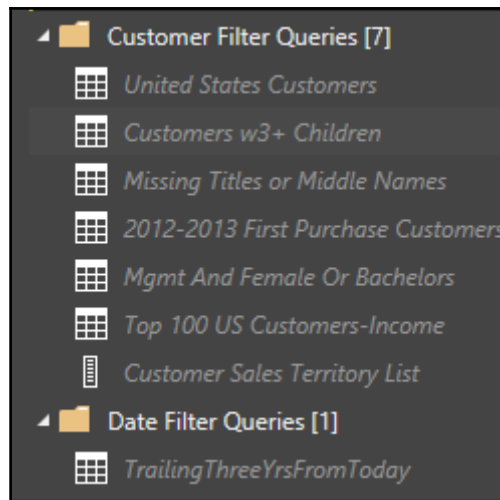 Customer Filter Queries [7]
United States Customers
Customers w3+ Children
Missing Titles or Middle Names
2012-2013 First Purchase Customers
Mgmt And Female Or Bachelors
Top 100 US Customers-Income
Customer Sales Territory List
Date Filter Queries [1]
TrailingThreeYrsFromToday